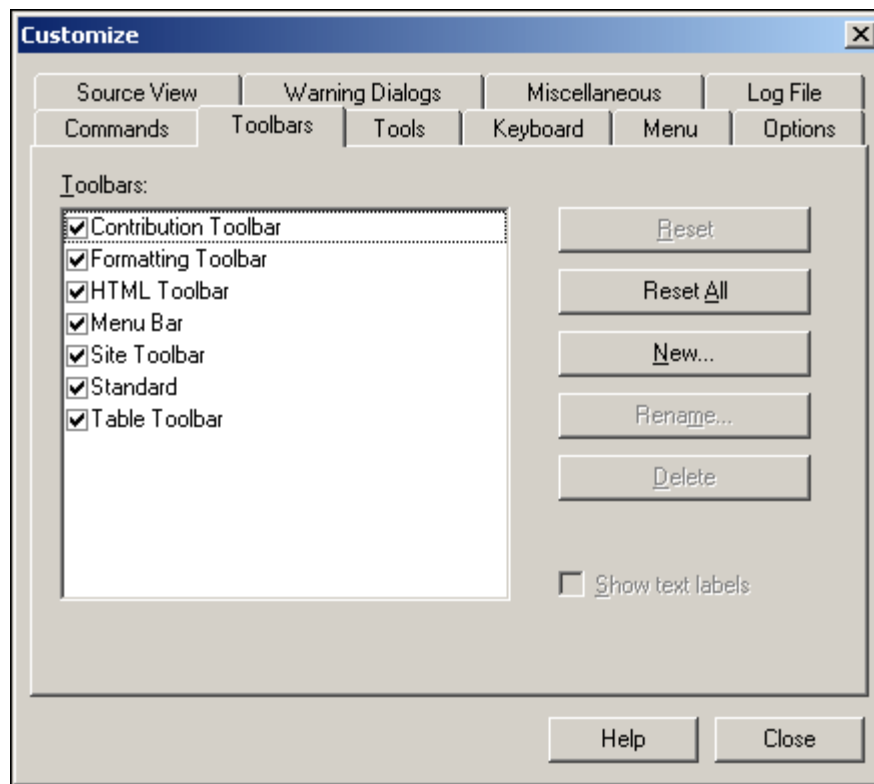 Customize
Source View Warning Dialogs Miscellaneous Log File
Commands Toolbars Tools Keyboard Menu Options
Toolbars:
Contribution Toolbar
Formatting Toolbar
HTML Toolbar
Menu Bar
Site Toolbar
Standard
Table Toolbar
Reset
Reset All
New...
Rename...
Delete
Show text labels
Help Close